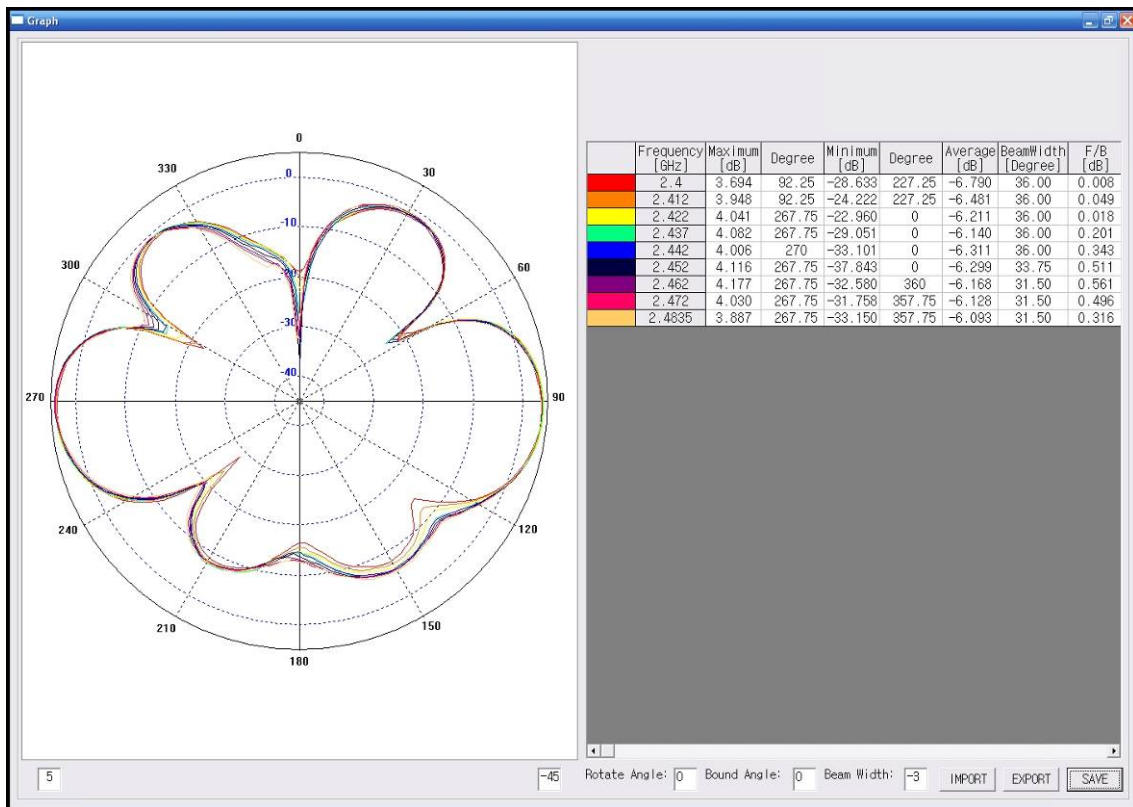 Graph
0
330
30
0
-10
300
60
-20
-30
-40
270
90
240
120
210
150
180
Frequency [GHz] Maximum [dB] Degree Minimum [dB] Degree Average [dB] BeamWidth [Degree] F/B [dB]
2.4 3.694 92.25 -28.633 227.25 -6.790 36.00 0.008
2.412 3.948 92.25 -24.222 227.25 -6.481 36.00 0.049
2.422 4.041 267.75 -22.960 0 -6.211 36.00 0.018
2.437 4.082 267.75 -29.051 0 -6.140 36.00 0.201
2.442 4.006 270 -33.101 0 -6.311 36.00 0.343
2.452 4.116 267.75 -37.843 0 -6.299 33.75 0.511
2.462 4.177 267.75 -32.580 360 -6.168 31.50 0.561
2.472 4.030 267.75 -31.758 357.75 -6.128 31.50 0.496
2.4835 3.887 267.75 -33.150 357.75 -6.093 31.50 0.316
5 -45 Rotate Angle: 0 Bound Angle: 0 Beam Width: -3 IMPORT EXPORT SAVE